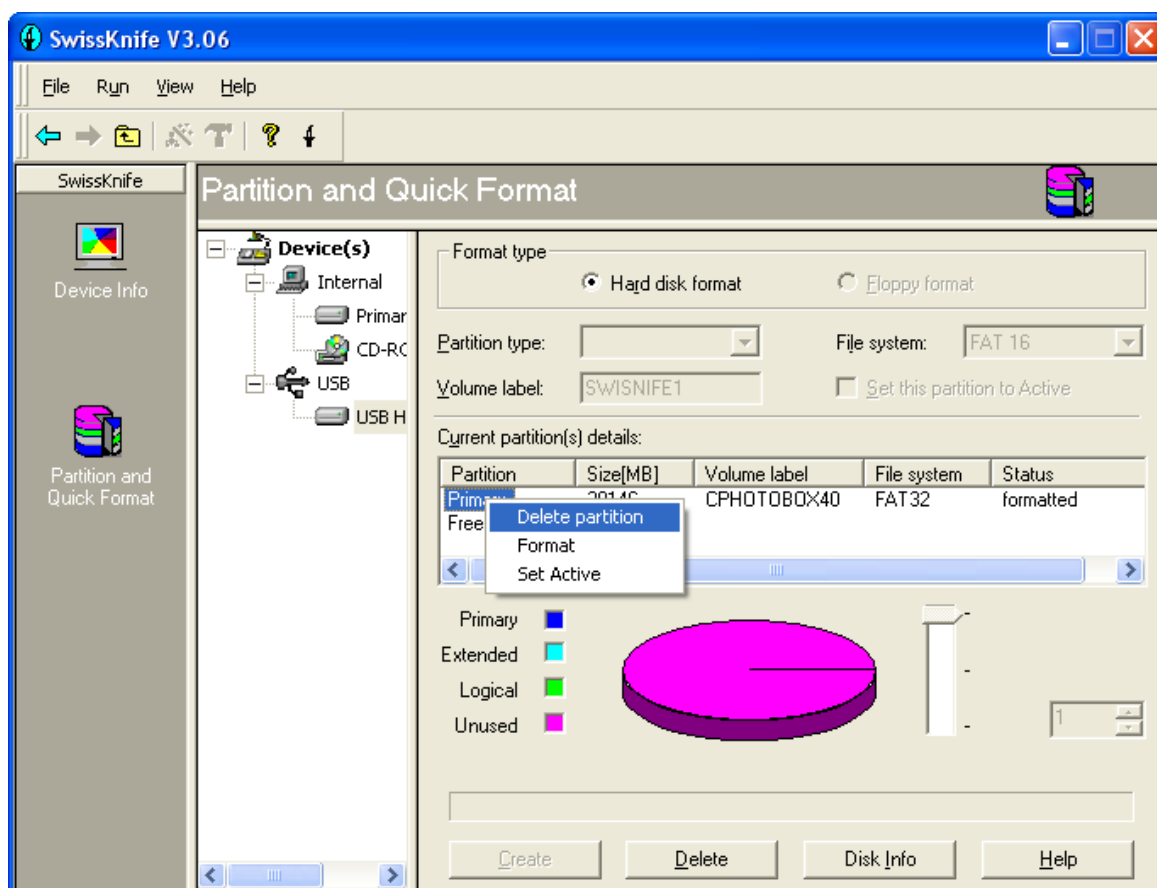 SwissKnife V3.06
File Run View Help
SwissKnife
Partition and Quick Format
Device Info
Partition and
Quick Format
Device(s)
Internal
Primar
CD-RC
USB
USB H
Format type
Hard disk format
Floppy format
Partition type:
File system: FAT 16
Volume label: SWISNIFE1
Set this partition to Active
Current partition(s) details:
Partition Size[MB] Volume label File system Status
CPHOTOBOX40 FAT32 formatted
Free
Delete partition
Format
Set Active
Primary
Extended
Logical
Unused
1
Create Delete Disk Info Help